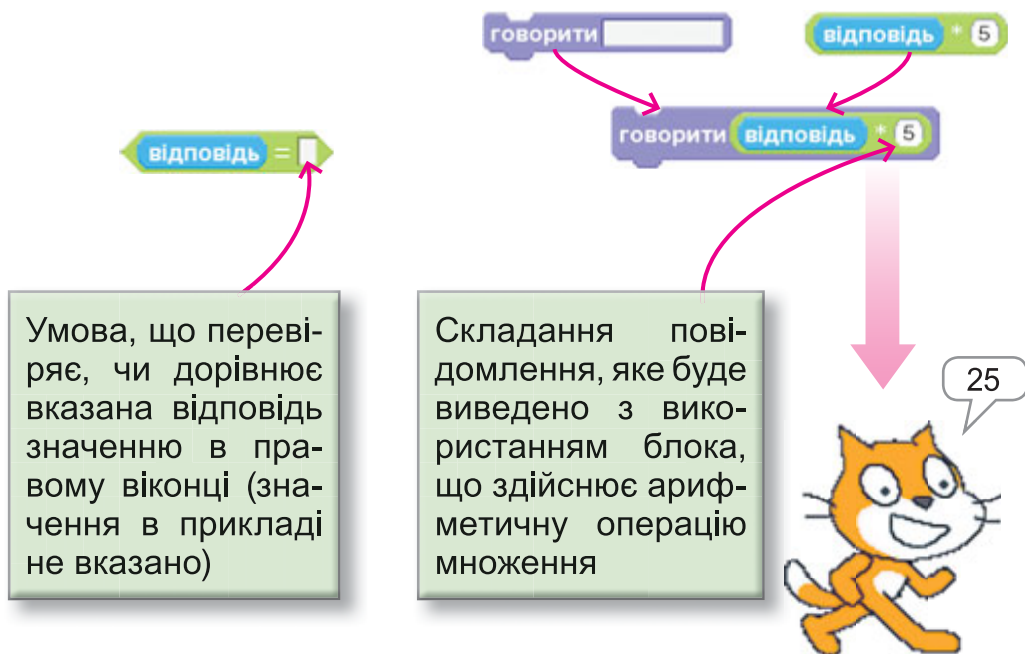 говорити
відповідь * 5
говорити відповідь * 5
відповідь =
Умова, що переві-
ряє, чи дорівнює
вказана відповідь
значенню в пра-
вому віконці (зна-
чення в прикладі
не вказано)
Складання пові-
домлення, яке буде
виведено з вико-
ристанням блока,
що здійснює ариф-
метичну операцію
множення
25